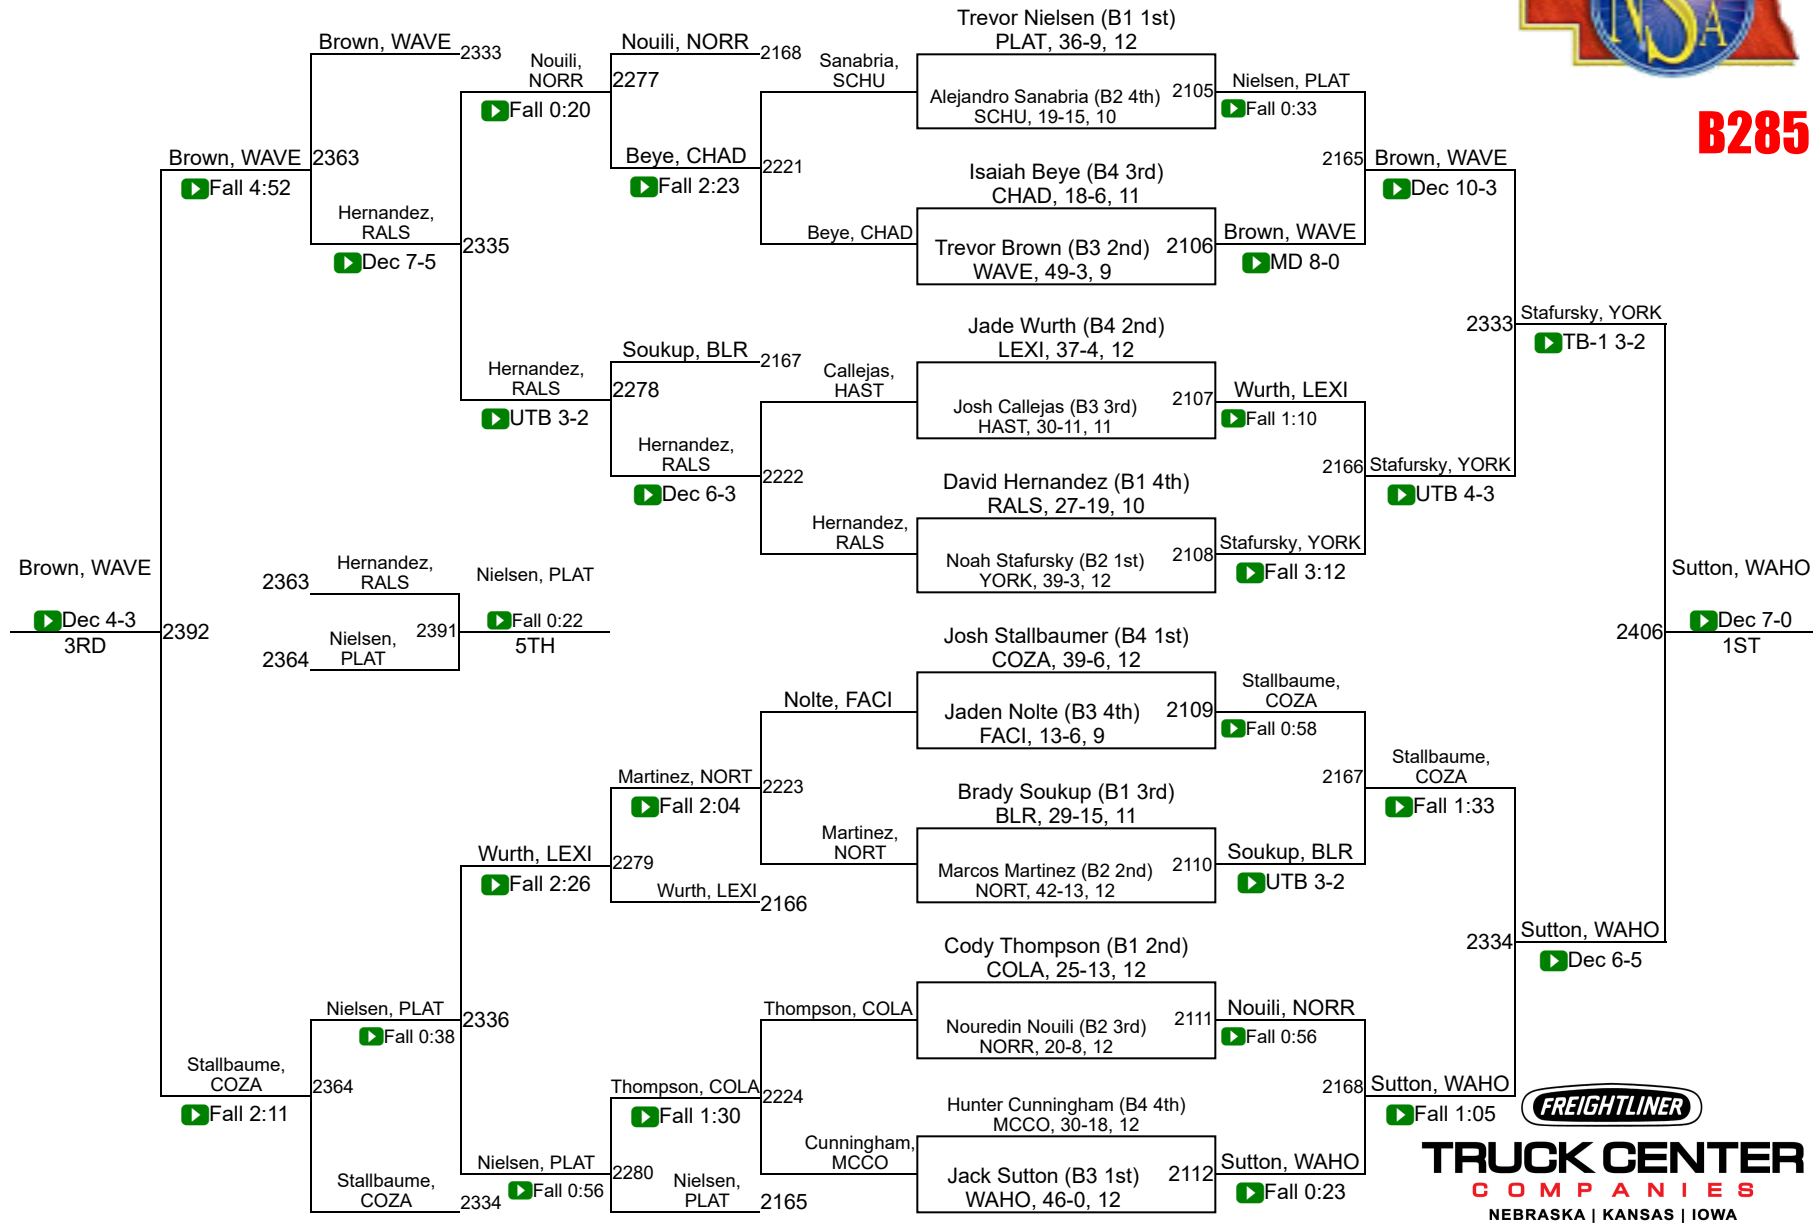 NSA
B285
Trevor Nielsen (B1 1st)
PLAT, 36-9, 12
Alejandro Sanabria (B2 4th)
SCHU, 19-15, 10
2105
Isaiah Beye (B4 3rd)
CHAD, 18-6, 11
Trevor Brown (B3 2nd)
WAVE, 49-3, 9
2106
Jade Wurth (B4 2nd)
LEXI, 37-4, 12
Josh Callejas (B3 3rd)
HAST, 30-11, 11
2107
David Hernandez (B1 4th)
RALS, 27-19, 10
Noah Stafursky (B2 1st)
YORK, 39-3, 12
2108
Josh Stallbaumer (B4 1st)
COZA, 39-6, 12
Jaden Nolte (B3 4th)
FACI, 13-6, 9
2109
Brady Soukup (B1 3rd)
BLR, 29-15, 11
Marcos Martinez (B2 2nd)
NORT, 42-13, 12
2110
Cody Thompson (B1 2nd)
COLA, 25-13, 12
Nouredin Nouili (B2 3rd)
NORR, 20-8, 12
2111
Hunter Cunningham (B4 4th)
MCCO, 30-18, 12
Jack Sutton (B3 1st)
WAHO, 46-0, 12
2112
Nielsen, PLAT
Fall 0:33
Brown, WAVE
MD 8-0
Wurth, LEXI
Fall 1:10
Stafursky, YORK
Fall 3:12
Stallbaume,
COZA
Fall 0:58
Soukup, BLR
UTB 3-2
Nouili, NORR
Fall 0:56
Sutton, WAHO
Fall 0:23
2165
Brown, WAVE
Dec 10-3
2166
Stafursky, YORK
UTB 4-3
2167
Stallbaume,
COZA
Fall 1:33
2168
Sutton, WAHO
Fall 1:05
2333
Stafursky, YORK
TB-1 3-2
2334
Sutton, WAHO
Dec 6-5
2406
Sutton, WAHO
Dec 7-0
1ST
Sanabria,
SCHU
Beye, CHAD
2221
Callejas,
HAST
Hernandez,
RALS
2222
Nolte, FACI
Martinez,
NORT
2223
Thompson, COLA
Cunningham,
MCCO
2224
Nouili, NORR
2168
2277
Beye, CHAD
Fall 2:23
Soukup, BLR
2167
2278
Hernandez,
RALS
Dec 6-3
Martinez, NORT
Fall 2:04
2279
Wurth, LEXI
2166
Thompson, COLA
Fall 1:30
2280
Nielsen,
PLAT
2165
Nouili,
NORR
Fall 0:20
2335
Hernandez,
RALS
UTB 3-2
Wurth, LEXI
Fall 2:26
2336
Nielsen, PLAT
Fall 0:56
Brown, WAVE
2333
2363
Hernandez,
RALS
Dec 7-5
Nielsen, PLAT
Fall 0:38
2364
Stallbaume,
COZA
2334
Brown, WAVE
Fall 4:52
Stallbaume,
COZA
Fall 2:11
2392
Brown, WAVE
Dec 4-3
3RD
2363
Hernandez,
RALS
2364
Nielsen,
PLAT
2391
Nielsen, PLAT
Fall 0:22
5TH
FREIGHTLINER
TRUCK CENTER
COMPANIES
NEBRASKA | KANSAS | IOWA